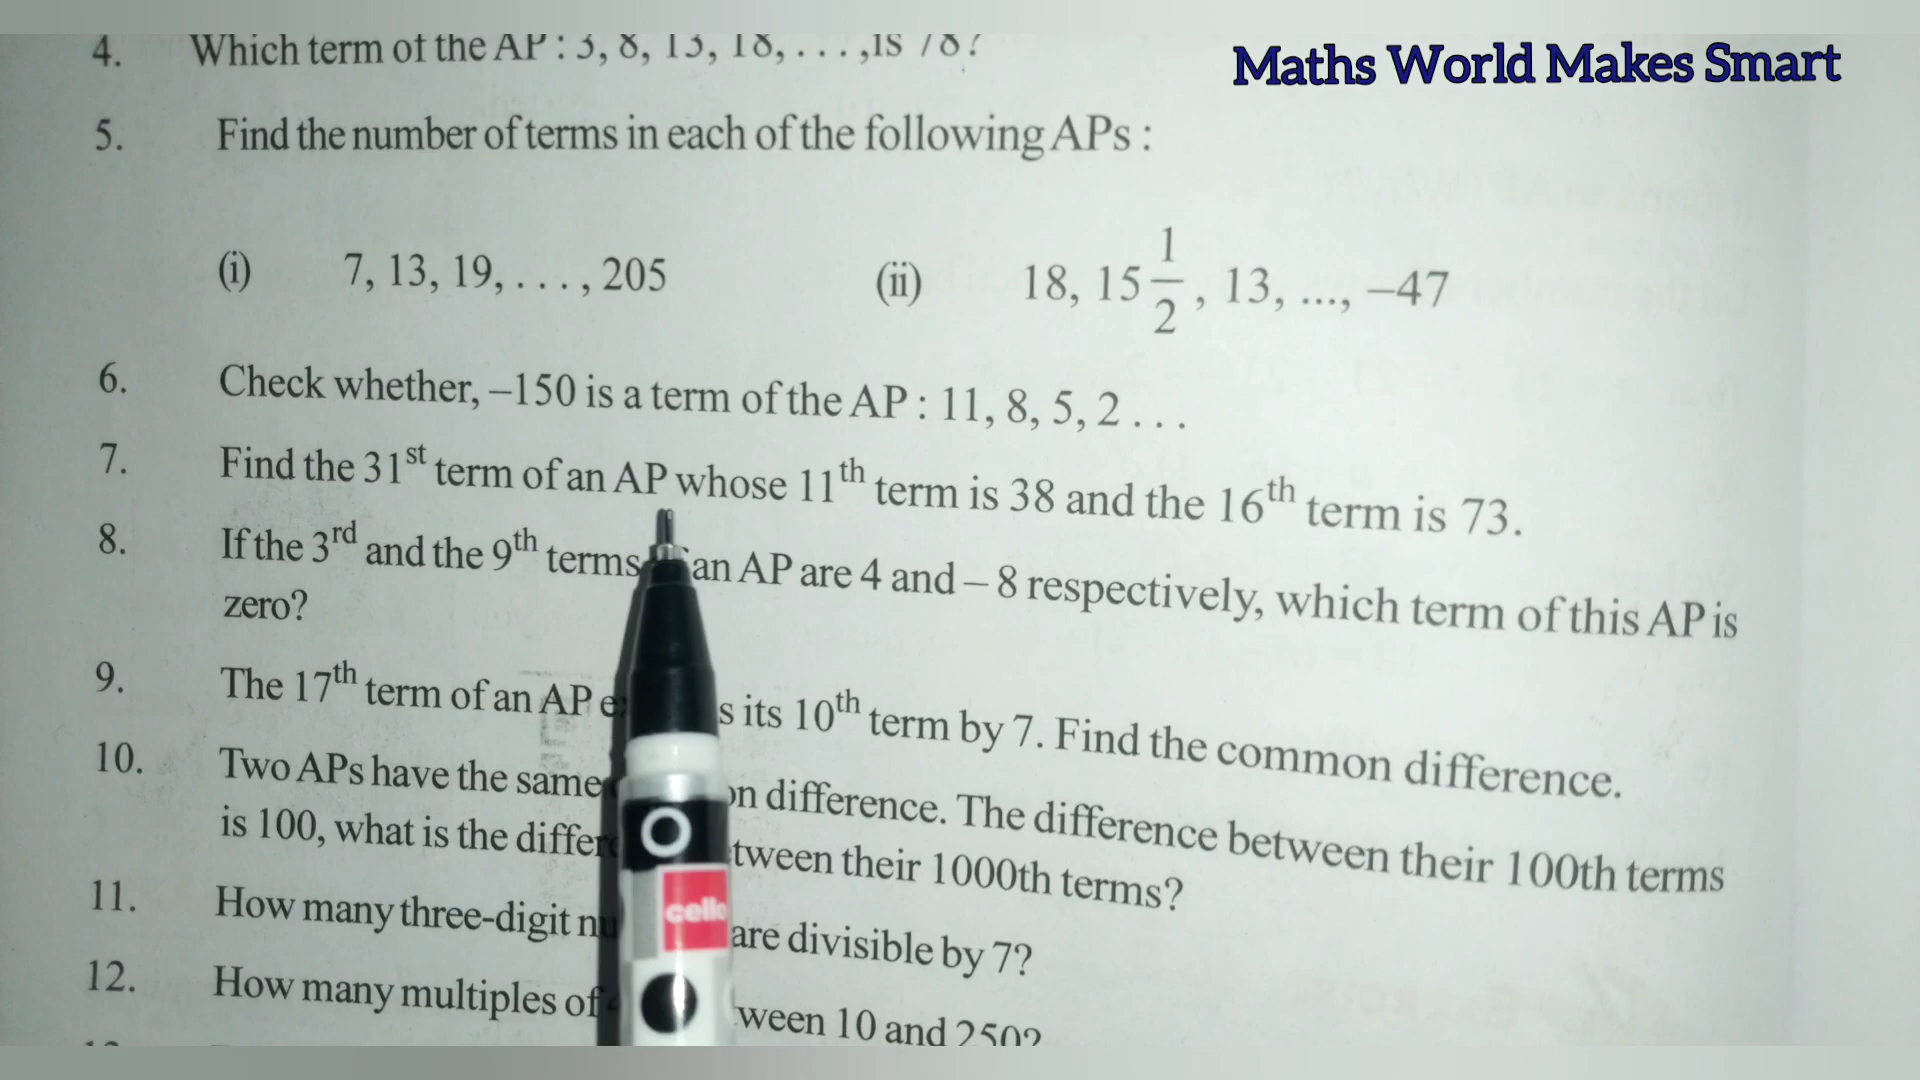 4. Which term of the AP : 3, 8, 13, 18, . . . ,is 78?
Maths World Makes Smart
5. Find the number of terms in each of the following APs :
(i) 7, 13, 19, . . . , 205 (ii) 18, 15 1/2 , 13, ..., –47
6. Check whether, –150 is a term of the AP : 11, 8, 5, 2 . . .
7. Find the 31st term of an AP whose 11th term is 38 and the 16th term is 73.
8. If the 3rd and the 9th terms an AP are 4 and – 8 respectively, which term of this AP is
zero?
9. The 17th term of an AP its 10th term by 7. Find the common difference.
10. Two APs have the same difference. The difference between their 100th terms
is 100, what is the between their 1000th terms?
11. How many three-digit are divisible by 7?
12. How many multiples of 10 and 250?
cello